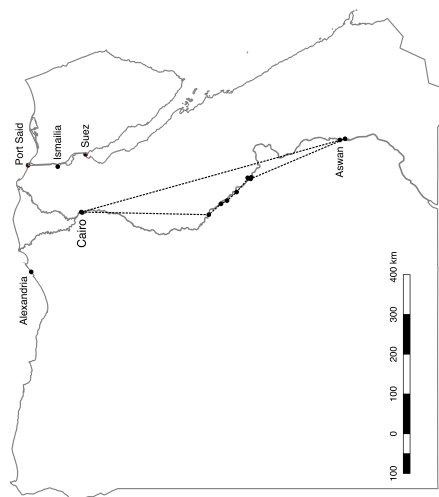 Port Said
Ismailia
Suez
Cairo
Alexandria
Aswan
100 0 100 200 300 400 km